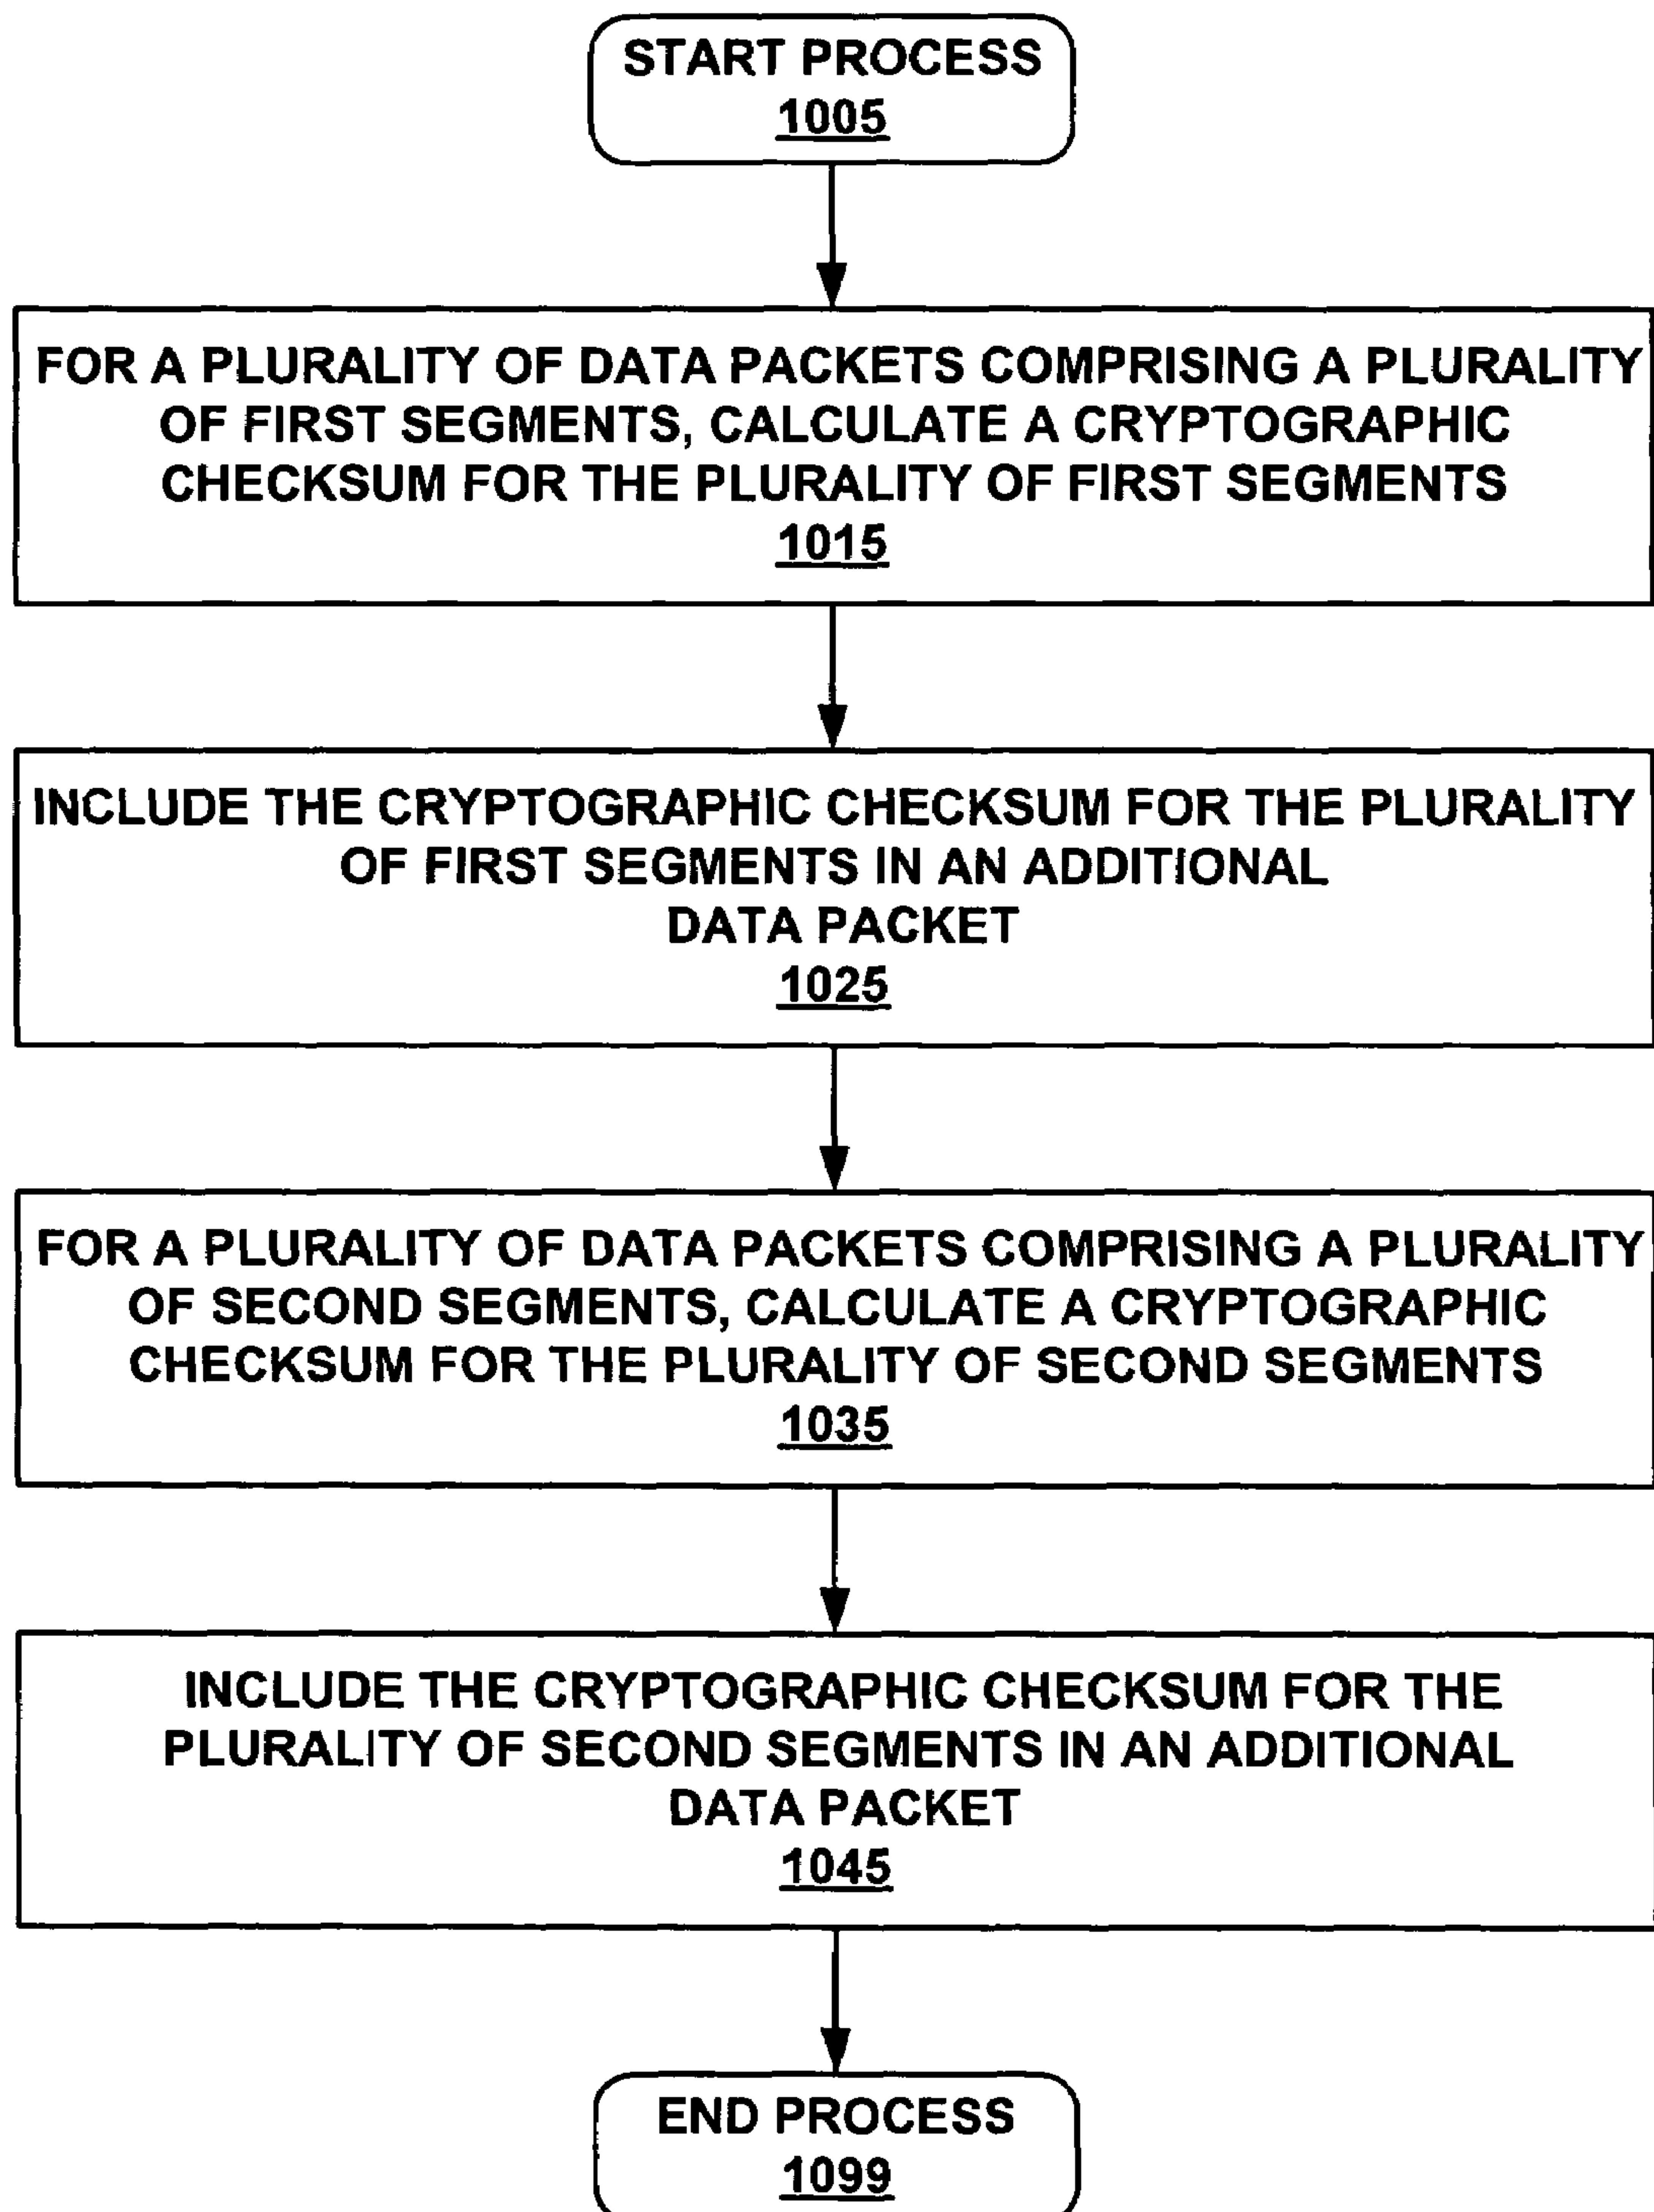 START PROCESS
1005
FOR A PLURALITY OF DATA PACKETS COMPRISING A PLURALITY
OF FIRST SEGMENTS, CALCULATE A CRYPTOGRAPHIC
CHECKSUM FOR THE PLURALITY OF FIRST SEGMENTS
1015
INCLUDE THE CRYPTOGRAPHIC CHECKSUM FOR THE PLURALITY
OF FIRST SEGMENTS IN AN ADDITIONAL
DATA PACKET
1025
FOR A PLURALITY OF DATA PACKETS COMPRISING A PLURALITY
OF SECOND SEGMENTS, CALCULATE A CRYPTOGRAPHIC
CHECKSUM FOR THE PLURALITY OF SECOND SEGMENTS
1035
INCLUDE THE CRYPTOGRAPHIC CHECKSUM FOR THE
PLURALITY OF SECOND SEGMENTS IN AN ADDITIONAL
DATA PACKET
1045
END PROCESS
1099